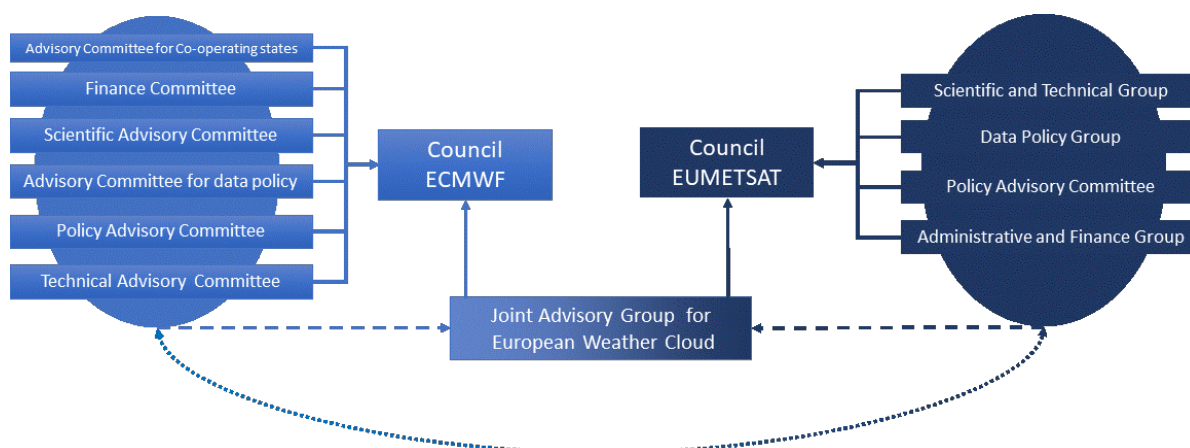 Advisory Committee for Co-operating states
Finance Committee
Scientific Advisory Committee
Advisory Committee for data policy
Policy Advisory Committee
Technical Advisory Committee
Council
ECMWF
Council
EUMETSAT
Scientific and Technical Group
Data Policy Group
Policy Advisory Committee
Administrative and Finance Group
Joint Advisory Group for
European Weather Cloud